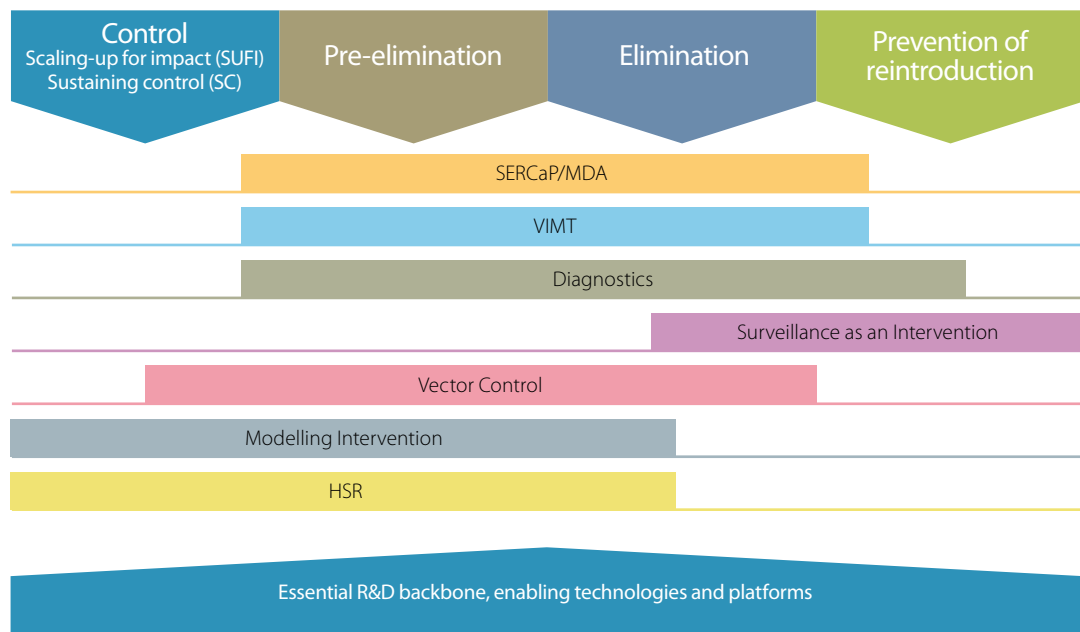 Control
Scaling-up for impact (SUFI)
Sustaining control (SC)
Pre-elimination
Elimination
Prevention of
reintroduction
SERCaP/MDA
VIMT
Diagnostics
Surveillance as an Intervention
Vector Control
Modelling Intervention
HSR
Essential R&D backbone, enabling technologies and platforms